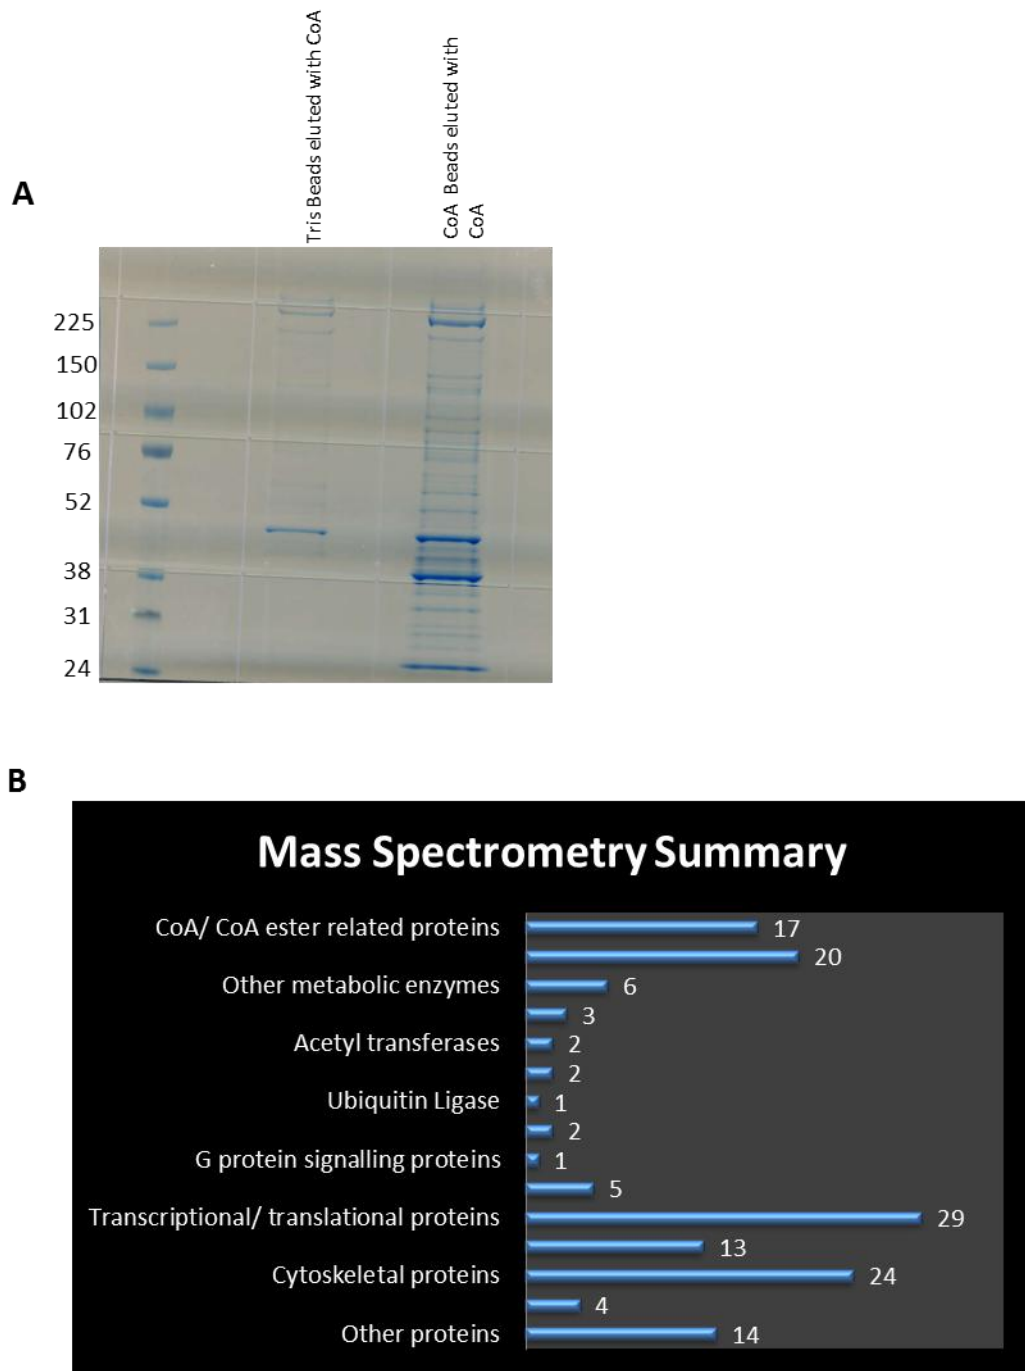 Tris Beads eluted with CoA
CoA Beads eluted with
CoA
A
225
150
102
76
52
38
31
24
B
Mass Spectrometry Summary
CoA/ CoA ester related proteins 17
20
Other metabolic enzymes 6
3
Acetyl transferases 2
2
Ubiquitin Ligase 1
2
G protein signalling proteins 1
5
Transcriptional/ translational proteins 29
13
Cytoskeletal proteins 24
4
Other proteins 14